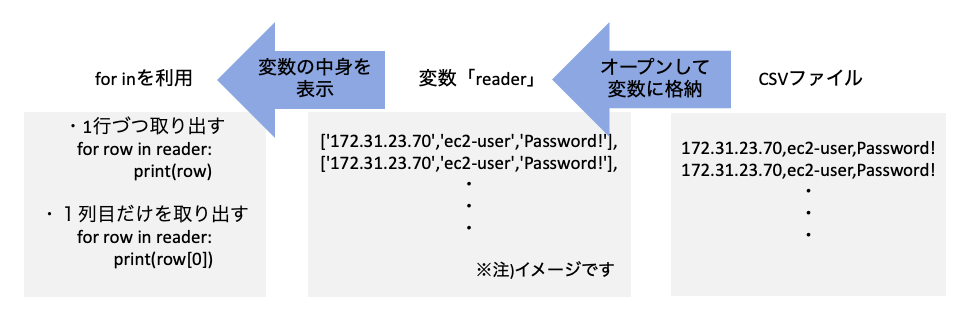 for inを利用
変数の中身を
表示
変数「reader」
オープンして
変数に格納
CSVファイル
・1行づつ取り出す
for row in reader:
print(row)
・１列目だけを取り出す
for row in reader:
print(row[0])
['172.31.23.70','ec2-user','Password!'],
['172.31.23.70','ec2-user','Password!'],
・
・
・
※注)イメージです
172.31.23.70,ec2-user,Password!
172.31.23.70,ec2-user,Password!
・
・
・